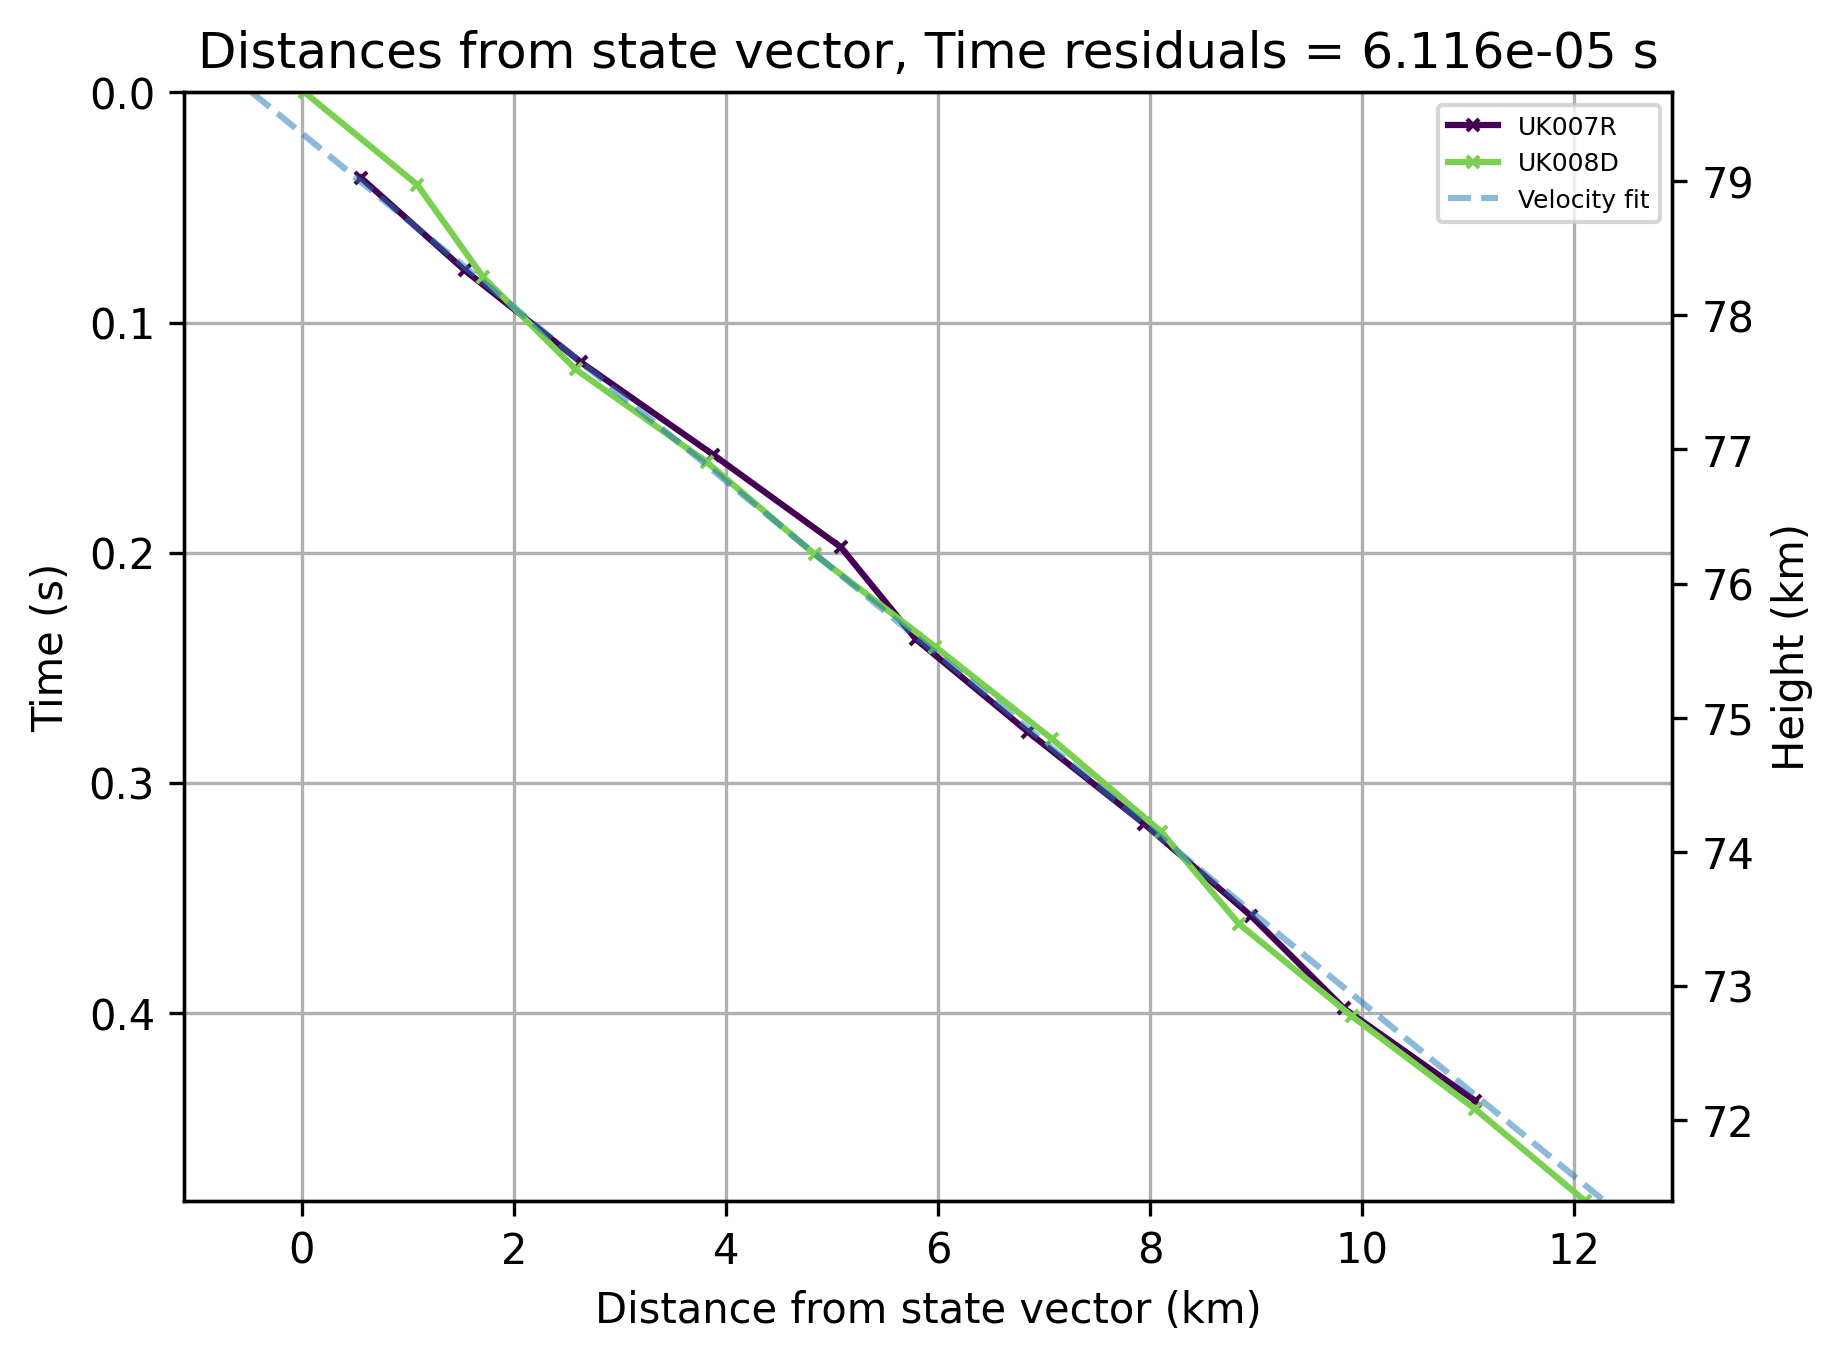 Distances from state vector, Time residuals = 6.116e-05 s
UK007R
UK008D
Velocity fit
0.0
0.1
0.2
0.3
0.4
Time (s)
79
78
77
76
75
74
73
72
Height (km)
0 2 4 6 8 10 12
Distance from state vector (km)